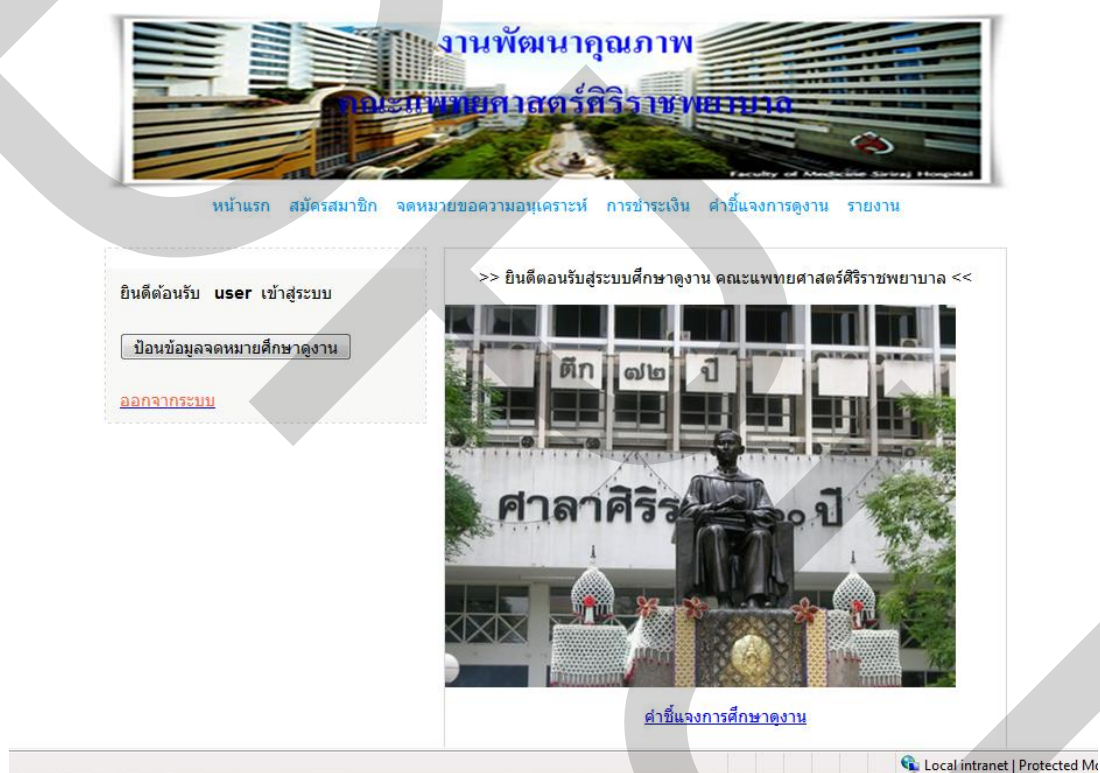 งานพัฒนาคุณภาพ
คณะแพทยศาสตร์ศิริราชพยาบาล
Faculty of Medicine Siriraj Hospital
หน้าแรก สมัครสมาชิก จดหมายขอความอนุเคราะห์ การชำระเงิน คำชี้แจงการดูงาน รายงาน
ยินดีต้อนรับ user เข้าสู่ระบบ
ป้อนข้อมูลจดหมายศึกษาดูงาน
ออกจากระบบ
>> ยินดีตอนรับสู่ระบบศึกษาดูงาน คณะแพทยศาสตร์ศิริราชพยาบาล <<
ตึก ๗๒ ปี
ศาลาศิริร ๐ ปี
คำชี้แจงการศึกษาดูงาน
Local intranet | Protected Mo